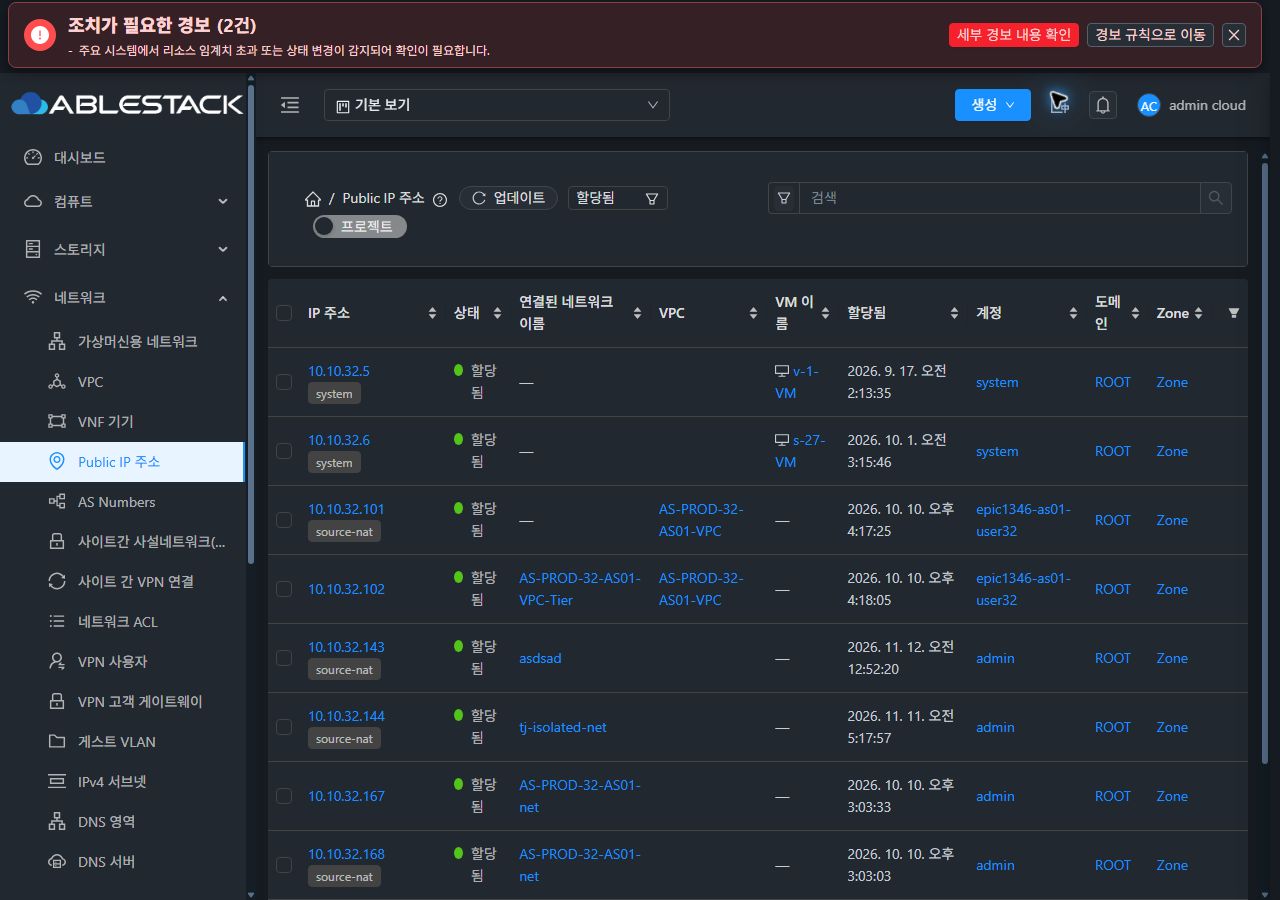 조치가 필요한 경보 (2건)
- 주요 시스템에서 리소스 임계치 초과 또는 상태 변경이 감지되어 확인이 필요합니다.
세부 경보 내용 확인
경보 규칙으로 이동
ABLESTACK
기본 보기
생성
AC
admin cloud
대시보드
컴퓨트
스토리지
네트워크
가상머신용 네트워크
VPC
VNF 기기
Public IP 주소
AS Numbers
사이트간 사설네트워크(...
사이트 간 VPN 연결
네트워크 ACL
VPN 사용자
VPN 고객 게이트웨이
게스트 VLAN
IPv4 서브넷
DNS 영역
DNS 서버
/ Public IP 주소
업데이트
할당됨
검색
프로젝트
IP 주소 상태 연결된 네트워크 이름 VPC VM 이름 할당됨 계정 도메인 Zone
10.10.32.5 할당됨 — v-1-VM 2026. 9. 17. 오전 2:13:35 system ROOT Zone
system
10.10.32.6 할당됨 — s-27-VM 2026. 10. 1. 오전 3:15:46 system ROOT Zone
system
10.10.32.101 할당됨 — AS-PROD-32-AS01-VPC — 2026. 10. 10. 오후 4:17:25 epic1346-as01-user32 ROOT Zone
source-nat
10.10.32.102 할당됨 AS-PROD-32-AS01-VPC-Tier AS-PROD-32-AS01-VPC — 2026. 10. 10. 오후 4:18:05 epic1346-as01-user32 ROOT Zone
10.10.32.143 할당됨 asdsad — 2026. 11. 12. 오전 12:52:20 admin ROOT Zone
source-nat
10.10.32.144 할당됨 tj-isolated-net — 2026. 11. 11. 오전 5:17:57 admin ROOT Zone
source-nat
10.10.32.167 할당됨 AS-PROD-32-AS01-net — 2026. 10. 10. 오후 3:03:33 admin ROOT Zone
10.10.32.168 할당됨 AS-PROD-32-AS01-net — 2026. 10. 10. 오후 3:03:03 admin ROOT Zone
source-nat